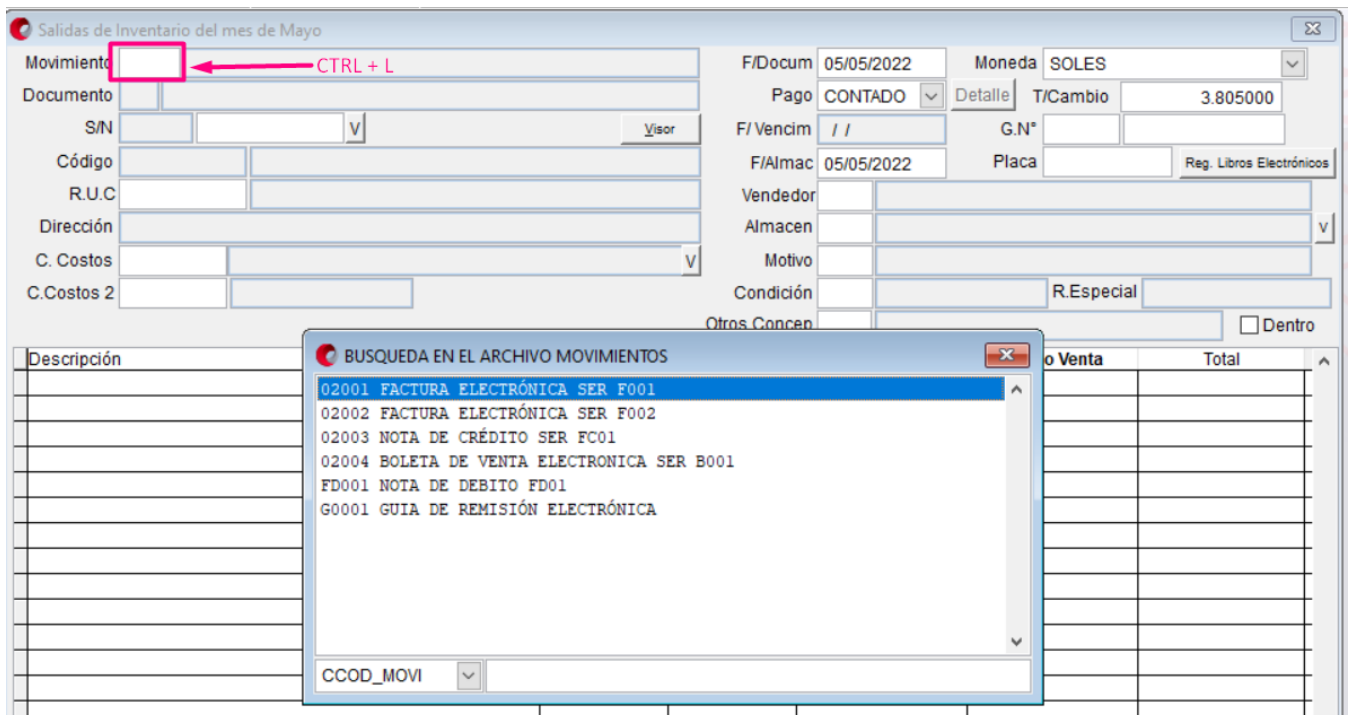 Salidas de Inventario del mes de Mayo
Movimiento CTRL + L F/Docum 05/05/2022 Moneda SOLES
Documento Pago CONTADO Detalle T/Cambio 3.805000
S/N V Visor F/ Vencim / / G.N°
Código F/Almac 05/05/2022 Placa Reg. Libros Electrónicos
R.U.C Vendedor
Dirección Almacen V
C. Costos V Motivo
C.Costos 2 Condición R.Especial
Otros Concep Dentro
Descripción o Venta Total
BUSQUEDA EN EL ARCHIVO MOVIMIENTOS
02001 FACTURA ELECTRÓNICA SER F001
02002 FACTURA ELECTRÓNICA SER F002
02003 NOTA DE CRÉDITO SER FC01
02004 BOLETA DE VENTA ELECTRONICA SER B001
FD001 NOTA DE DEBITO FD01
G0001 GUIA DE REMISIÓN ELECTRÓNICA
CCOD_MOVI